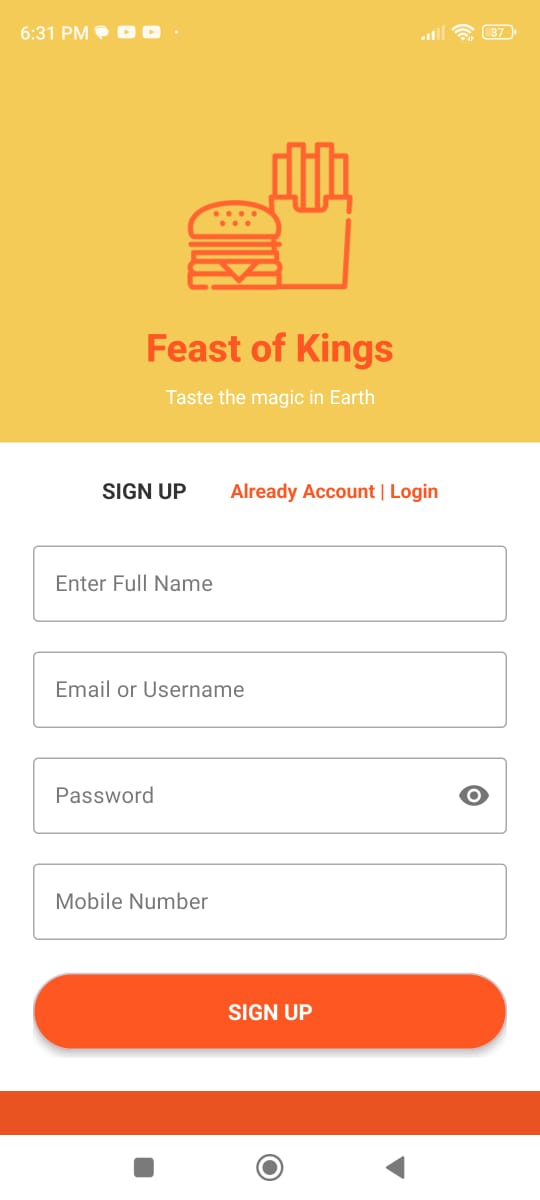 6:31 PM
37
Feast of Kings
Taste the magic in Earth
SIGN UP
Already Account | Login
Enter Full Name
Email or Username
Password
Mobile Number
SIGN UP